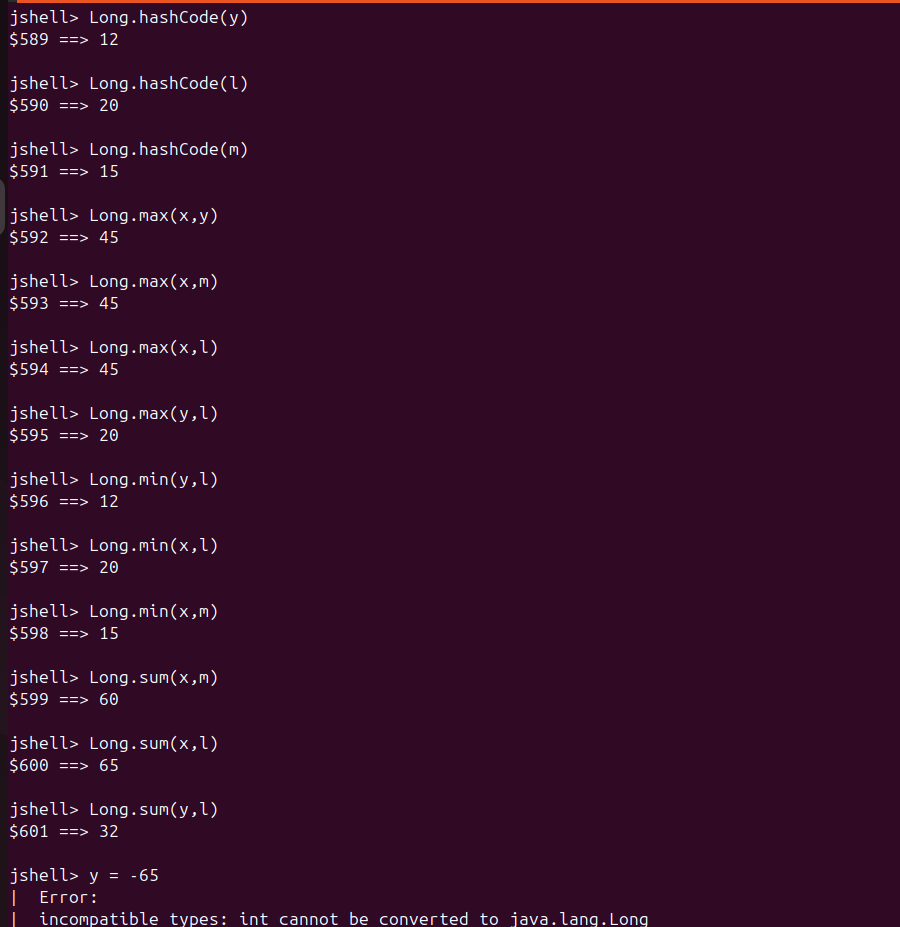 jshell> Long.hashCode(y)
$589 ==> 12
jshell> Long.hashCode(l)
$590 ==> 20
jshell> Long.hashCode(m)
$591 ==> 15
jshell> Long.max(x,y)
$592 ==> 45
jshell> Long.max(x,m)
$593 ==> 45
jshell> Long.max(x,l)
$594 ==> 45
jshell> Long.max(y,l)
$595 ==> 20
jshell> Long.min(y,l)
$596 ==> 12
jshell> Long.min(x,l)
$597 ==> 20
jshell> Long.min(x,m)
$598 ==> 15
jshell> Long.sum(x,m)
$599 ==> 60
jshell> Long.sum(x,l)
$600 ==> 65
jshell> Long.sum(y,l)
$601 ==> 32
jshell> y = -65
|  Error:
|  incompatible types: int cannot be converted to java.lang.Long